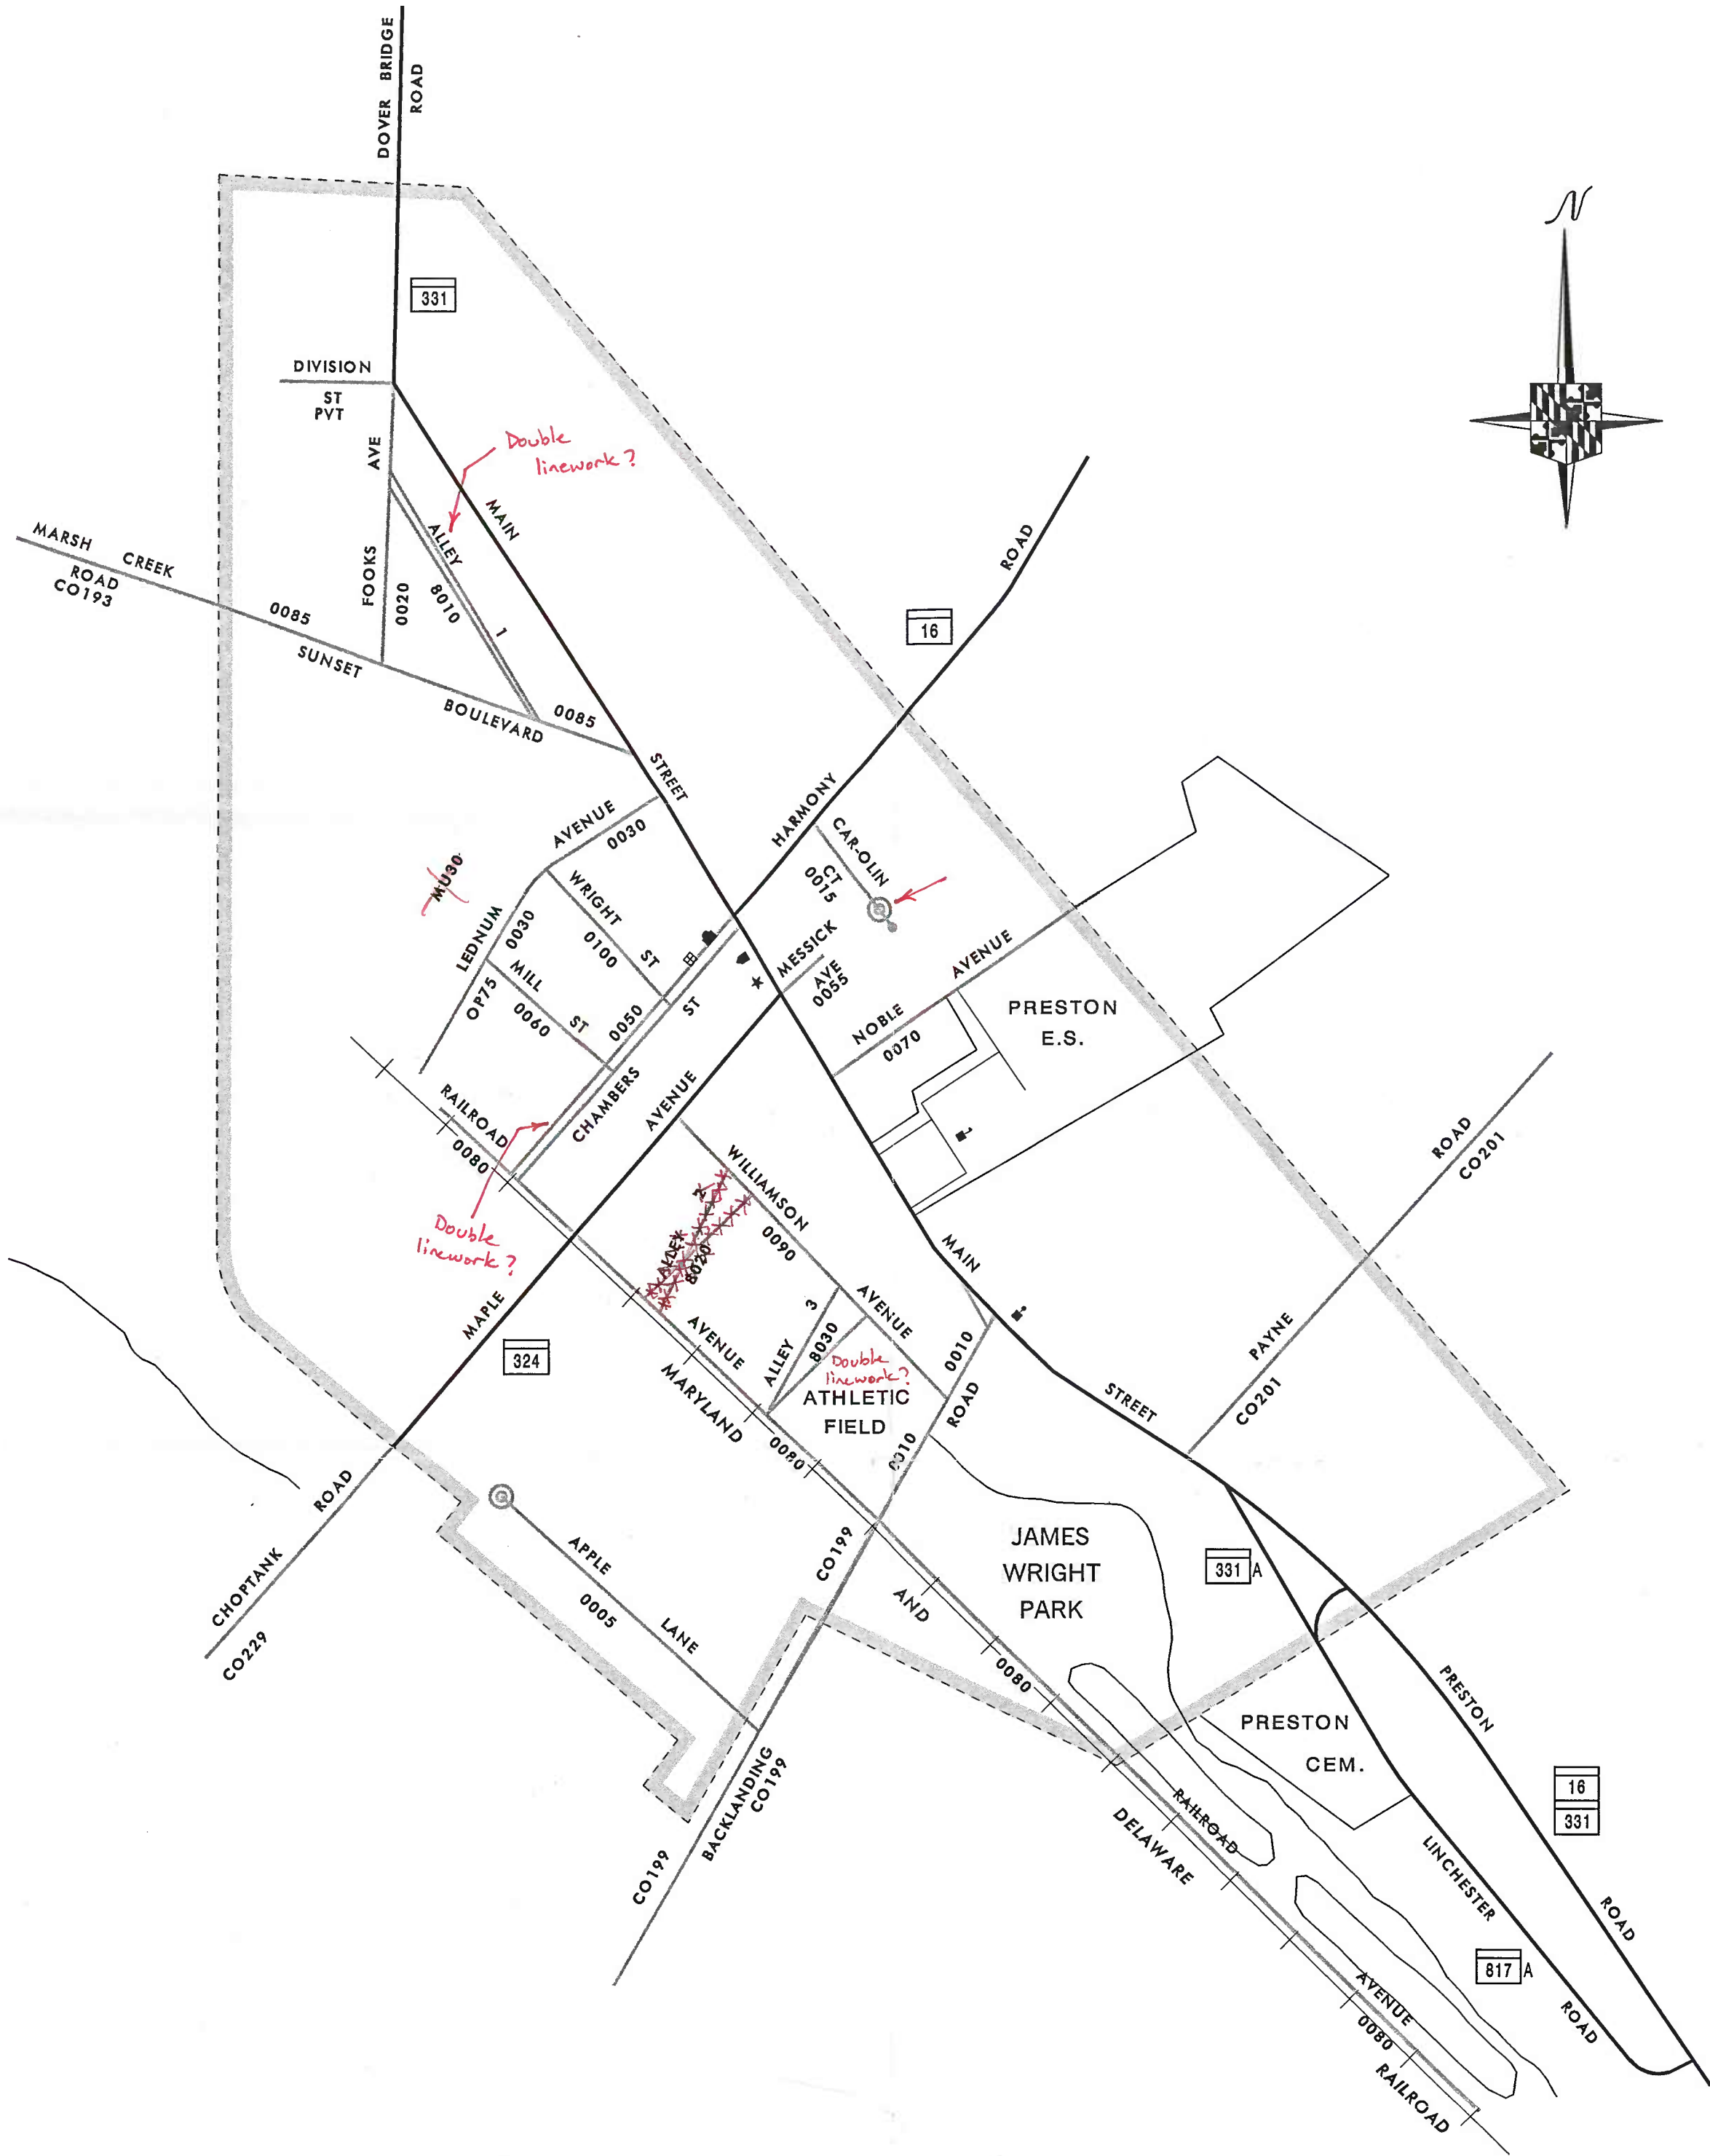 DOVER BRIDGE
ROAD
N
331
DIVISION
ST
PVT
AVE
Double
linework?
MAIN
ALLEY
8010
1
FOOKS
0020
MARSH CREEK
ROAD
CO193
0085
SUNSET
BOULEVARD
0085
ROAD
16
STREET
HARMONY
AVENUE
0030
CAR-OLIN
CT
0015
MU30
WRIGHT
ST
0100
LEDNUM
0030
MILL
ST
0060
OP75
MESSICK
AVE
0055
AVENUE
NOBLE
0070
PRESTON
E.S.
0050
ST
CHAMBERS
AVENUE
RAILROAD
0080
Double
linework?
WILLIAMSON
0090
2
ALLEY
8020
MAIN
ROAD
CO201
PAYNE
CO201
MAPLE
324
AVENUE
MARYLAND
3
ALLEY
8030
AVENUE
0010
Double
linework?
ATHLETIC
FIELD
ROAD
0010
STREET
0080
ROAD
CHOPTANK
CO229
APPLE
0005
LANE
CO199
AND
JAMES
WRIGHT
PARK
331 A
0080
PRESTON
CEM.
PRESTON
16
331
BACKLANDING
CO199
CO199
RAILROAD
DELAWARE
LINCHESTER
ROAD
817 A
AVENUE
0080
ROAD
RAILROAD